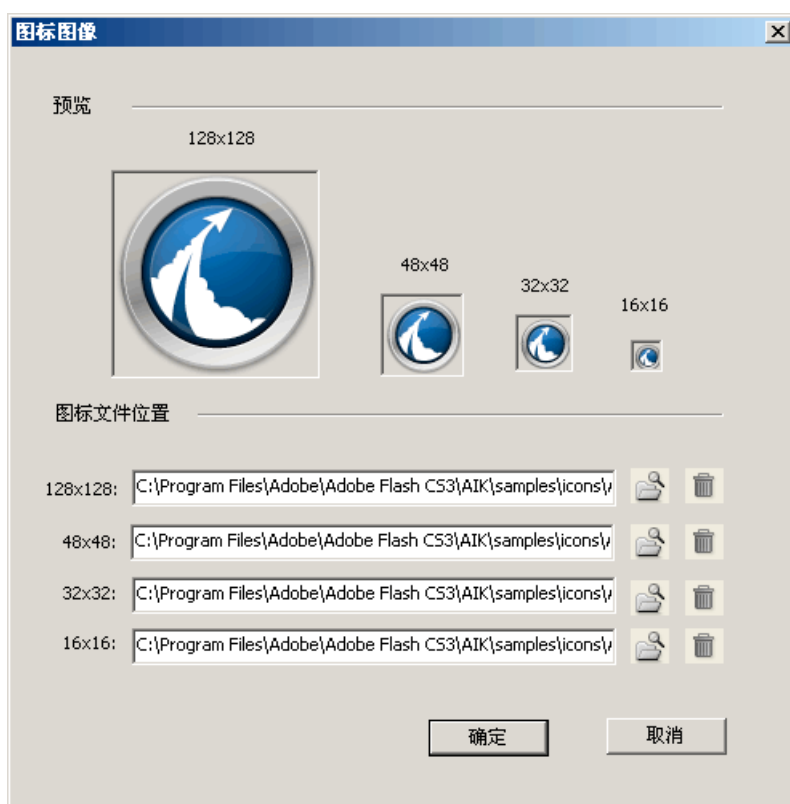 图标图像
预览
128x128
48x48
32x32
16x16
图标文件位置
128x128: C:\Program Files\Adobe\Adobe Flash CS3\AIK\samples\icons\
48x48: C:\Program Files\Adobe\Adobe Flash CS3\AIK\samples\icons\
32x32: C:\Program Files\Adobe\Adobe Flash CS3\AIK\samples\icons\
16x16: C:\Program Files\Adobe\Adobe Flash CS3\AIK\samples\icons\
确定 取消